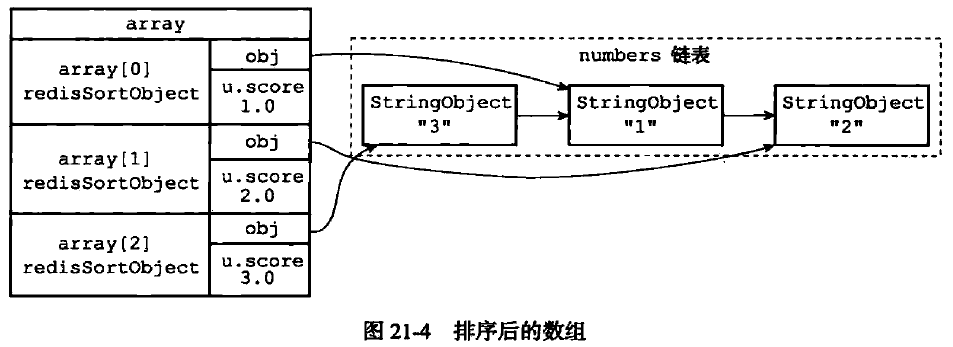 array
array[0]
redisSortObject
obj
u.score
1.0
array[1]
redisSortObject
obj
u.score
2.0
array[2]
redisSortObject
obj
u.score
3.0
numbers 链表
StringObject
"3"
StringObject
"1"
StringObject
"2"
图 21-4 排序后的数组